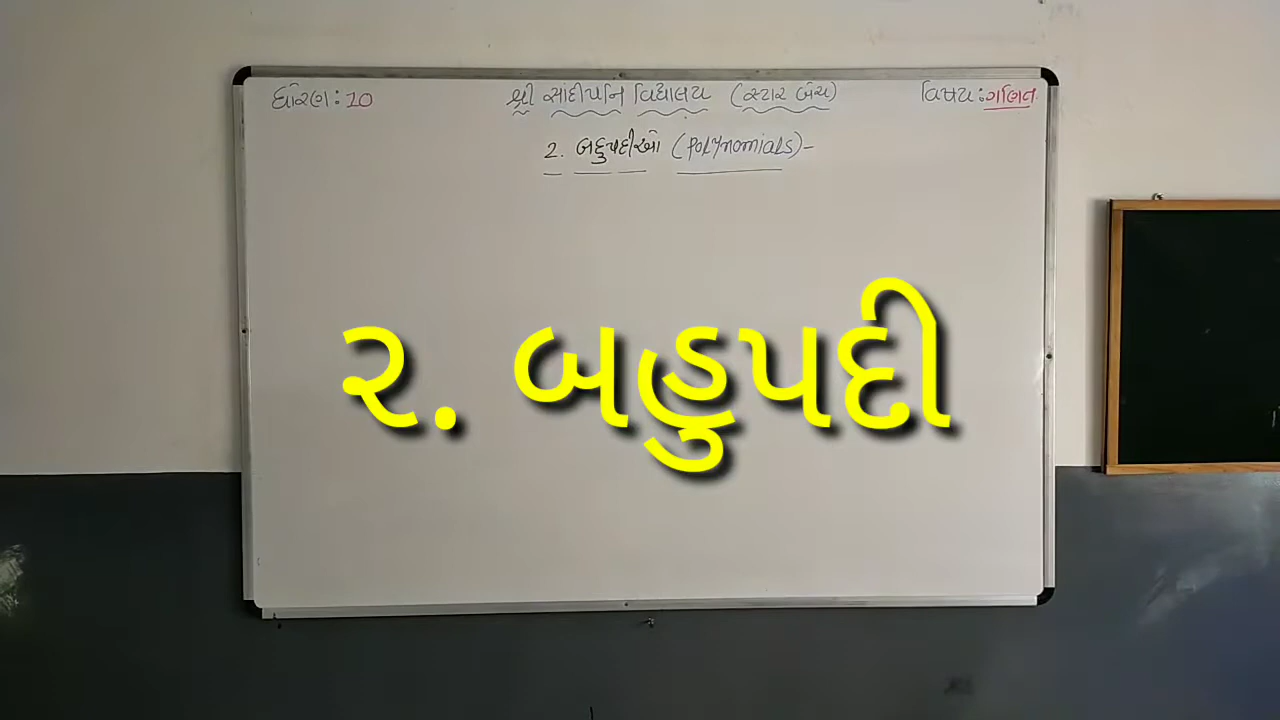 ધોરણ : 10 શ્રી સાંદીપનિ વિદ્યાલય (સ્ટાર બેચ) વિષય : ગણિત
2. બહુપદીઓ (Polynomials)-
૨. બહુપદી